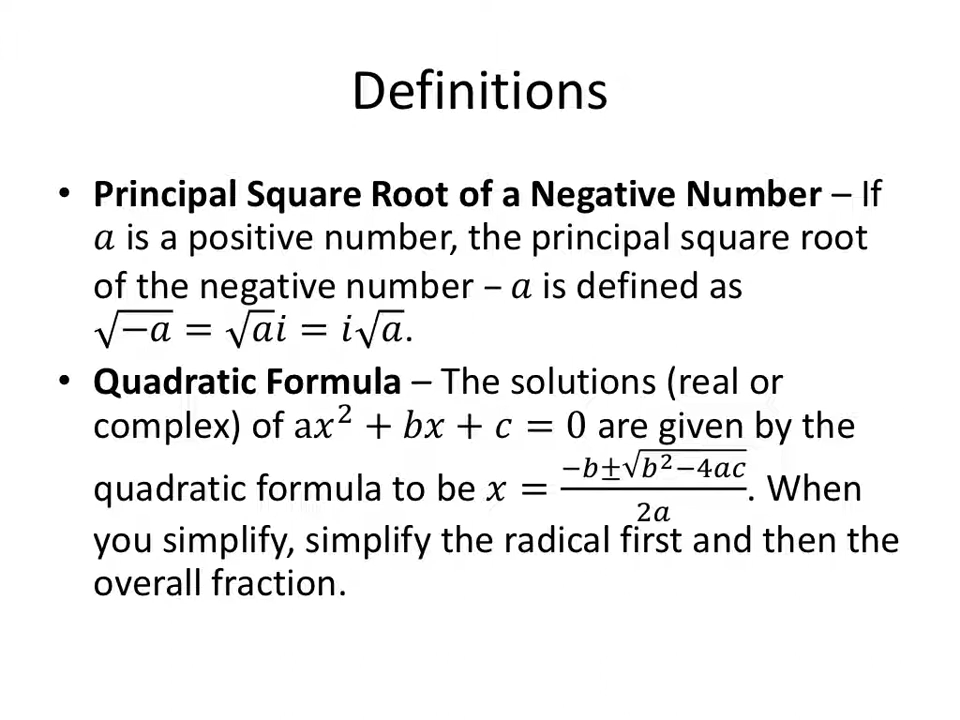 Definitions
• Principal Square Root of a Negative Number – If
𝑎 is a positive number, the principal square root
of the negative number − 𝑎 is defined as
√−𝑎 = √𝑎𝑖 = 𝑖√𝑎.
• Quadratic Formula – The solutions (real or
complex) of a𝑥² + 𝑏𝑥 + 𝑐 = 0 are given by the
quadratic formula to be 𝑥 = (−𝑏±√(𝑏²−4𝑎𝑐))/(2𝑎). When
you simplify, simplify the radical first and then the
overall fraction.